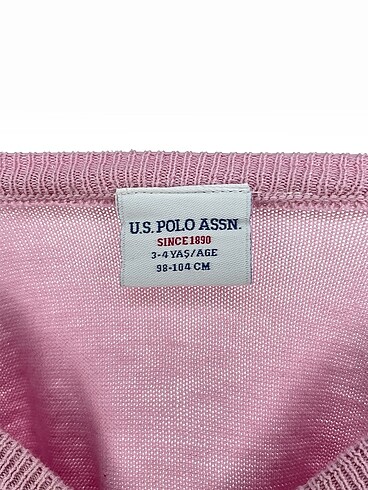 U.S. POLO ASSN.
SINCE 1890
3-4 YAŞ/AGE
98-104 CM